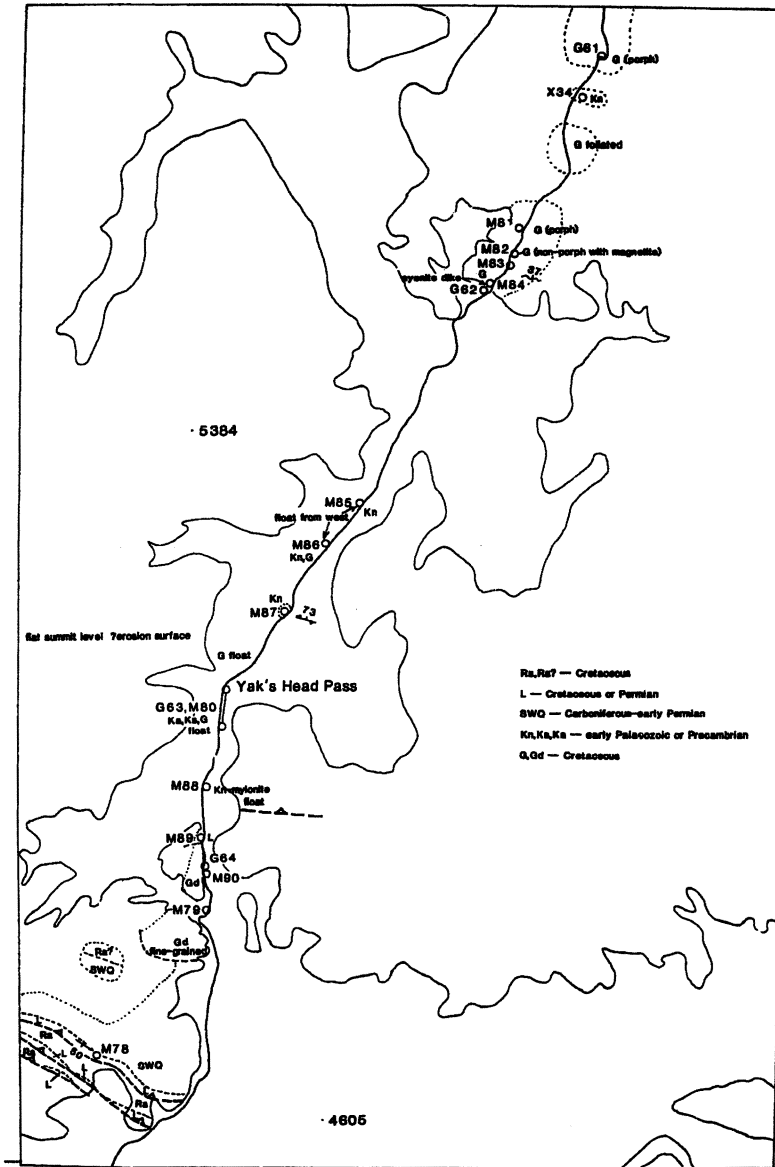 G61
G (porph)
X34
Kn
G foliated
M81
G (porph)
M82
G (non-porph with magnetite)
M83
G
87
syenite dike
M84
G62
· 5384
M85
float from west
Kn
M86
Kn,G
Kn
M87
73
flat summit level ?erosion surface
G float
Yak's Head Pass
G63, M80
Ka,Ks,G
float
Rs,Rs? — Cretaceous
L — Cretaceous or Permian
SWQ — Carboniferous-early Permian
Kn,Ks,Ka — early Palaeozoic or Precambrian
G,Gd — Cretaceous
M88
Kn-mylonite
float
M89
L
G64
Gd
M90
M79
Gd
fine-grained
Rs?
SWQ
L
Rs
M78
Rs
L
60
L
SWQ
L
L
Rs
L
· 4605